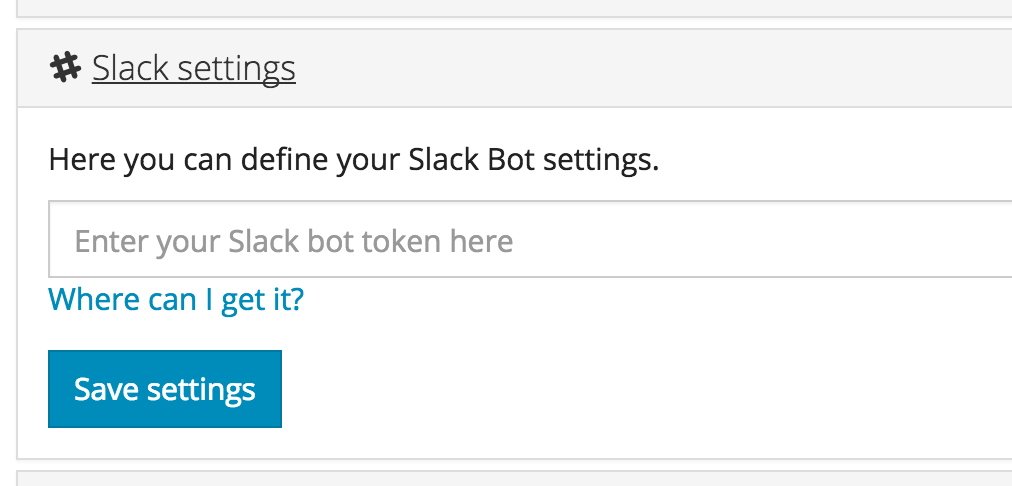 Slack settings
Here you can define your Slack Bot settings.
Enter your Slack bot token here
Where can I get it?
Save settings